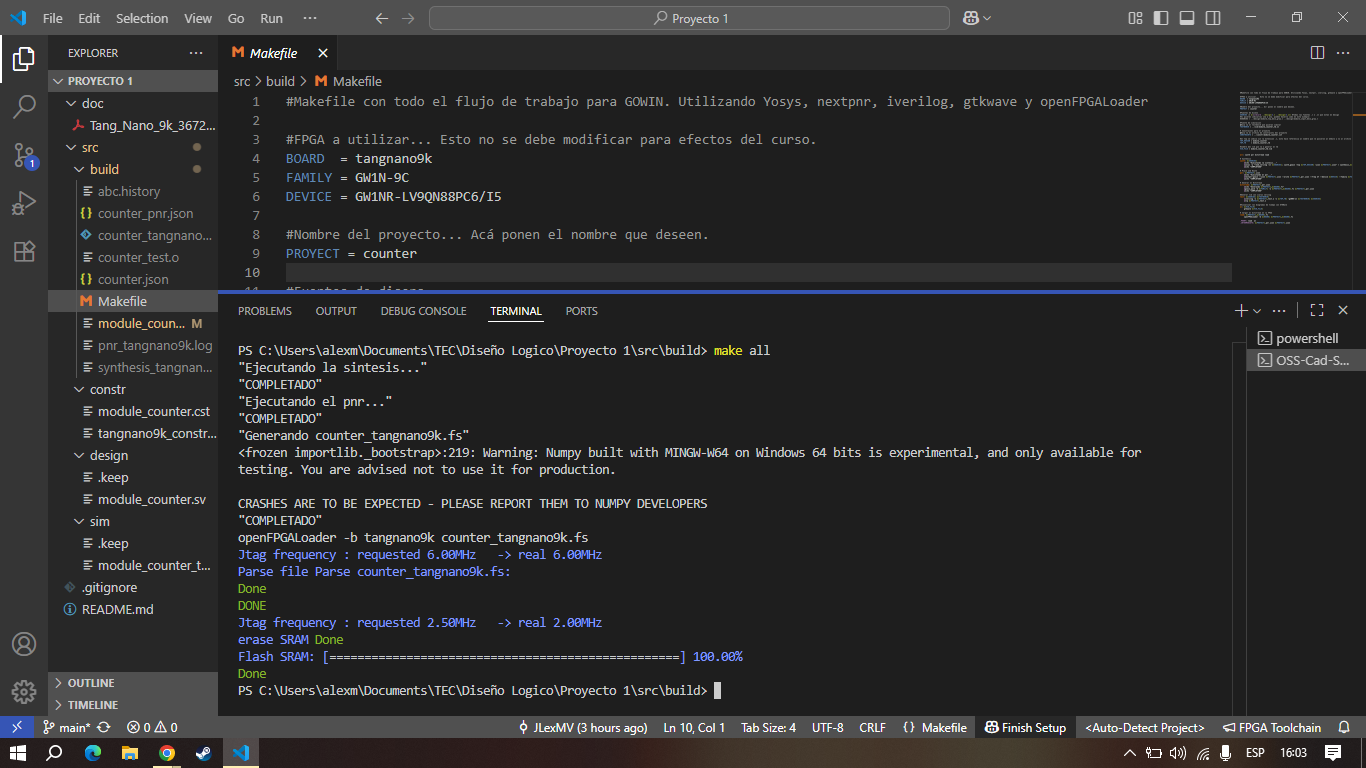 File Edit Selection View Go Run ··· Proyecto 1
EXPLORER ···
PROYECTO 1
doc
Tang_Nano_9k_3672...
src
build
abc.history
counter_pnr.json
counter_tangnano...
counter_test.o
counter.json
Makefile
module_coun... M
pnr_tangnano9k.log
synthesis_tangnan...
constr
module_counter.cst
tangnano9k_constr...
design
.keep
module_counter.sv
sim
.keep
module_counter_t...
.gitignore
README.md
OUTLINE
TIMELINE
1
Makefile
src > build > Makefile
1 #Makefile con todo el flujo de trabajo para GOWIN. Utilizando Yosys, nextpnr, iverilog, gtkwave y openFPGALoader
2
3 #FPGA a utilizar... Esto no se debe modificar para efectos del curso.
4 BOARD = tangnano9k
5 FAMILY = GW1N-9C
6 DEVICE = GW1NR-LV9QN88PC6/I5
7
8 #Nombre del proyecto... Acá ponen el nombre que deseen.
9 PROYECT = counter
10
PROBLEMS OUTPUT DEBUG CONSOLE TERMINAL PORTS
powershell
OSS-Cad-S...
PS C:\Users\alexm\Documents\TEC\Diseño Logico\Proyecto 1\src\build> make all
"Ejecutando la sintesis..."
"COMPLETADO"
"Ejecutando el pnr..."
"COMPLETADO"
"Generando counter_tangnano9k.fs"
<frozen importlib._bootstrap>:219: Warning: Numpy built with MINGW-W64 on Windows 64 bits is experimental, and only available for
testing. You are advised not to use it for production.
CRASHES ARE TO BE EXPECTED - PLEASE REPORT THEM TO NUMPY DEVELOPERS
"COMPLETADO"
openFPGALoader -b tangnano9k counter_tangnano9k.fs
Jtag frequency : requested 6.00MHz -> real 6.00MHz
Parse file Parse counter_tangnano9k.fs:
Done
DONE
Jtag frequency : requested 2.50MHz -> real 2.00MHz
erase SRAM Done
Flash SRAM: [==================================================] 100.00%
Done
PS C:\Users\alexm\Documents\TEC\Diseño Logico\Proyecto 1\src\build>
main* 0 0 JLexMV (3 hours ago) Ln 10, Col 1 Tab Size: 4 UTF-8 CRLF {} Makefile Finish Setup <Auto-Detect Project> FPGA Toolchain
ESP 16:03